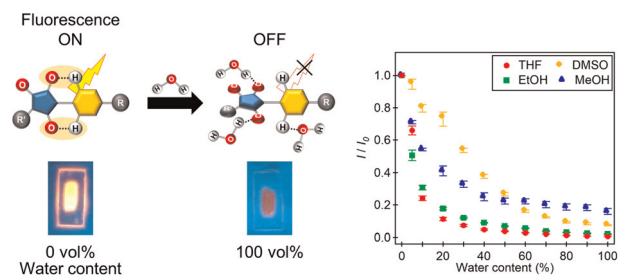 Fluorescence
ON
OFF
O
O
H
R
R'
O
H
H
O
H
H
O
H
O
O
H
R
R'
O
H
H
O
H
O
H
H
0 vol%
100 vol%
Water content
THF
DMSO
EtOH
MeOH
I / I0
1.0
0.8
0.6
0.4
0.2
0.0
0
20
40
60
80
100
Water content (%)